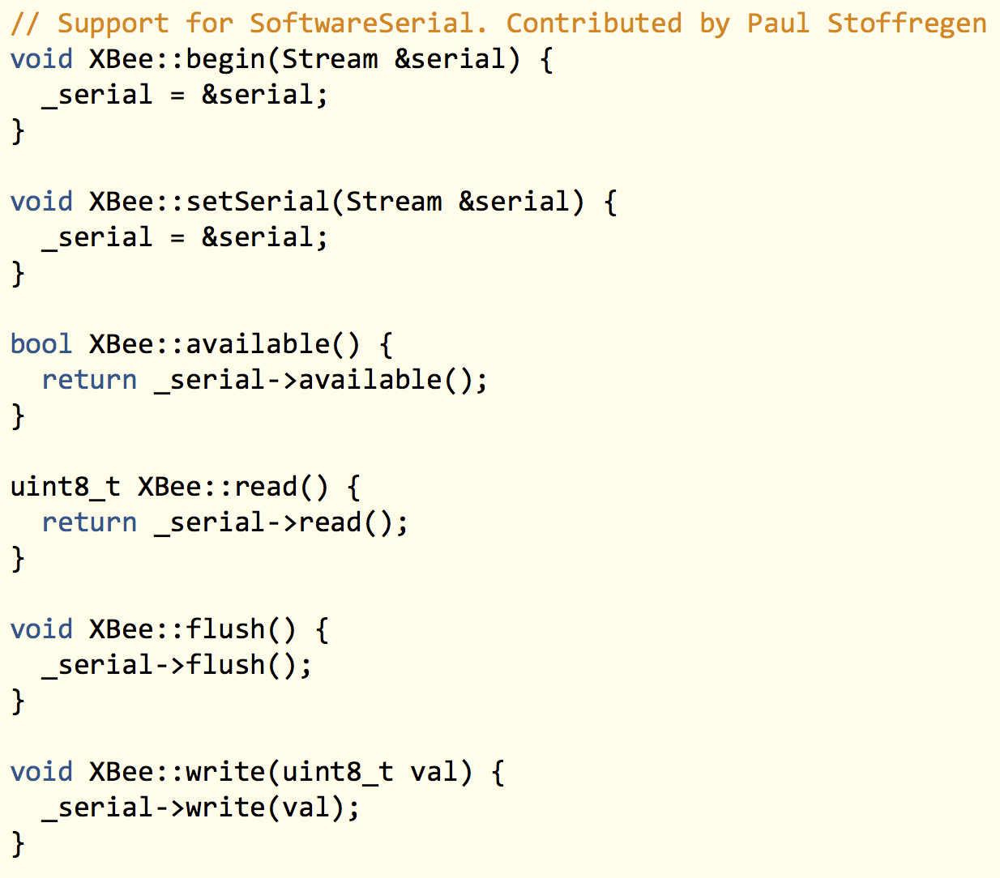 // Support for SoftwareSerial. Contributed by Paul Stoffregen
void XBee::begin(Stream &serial) {
  _serial = &serial;
}

void XBee::setSerial(Stream &serial) {
  _serial = &serial;
}

bool XBee::available() {
  return _serial->available();
}

uint8_t XBee::read() {
  return _serial->read();
}

void XBee::flush() {
  _serial->flush();
}

void XBee::write(uint8_t val) {
  _serial->write(val);
}